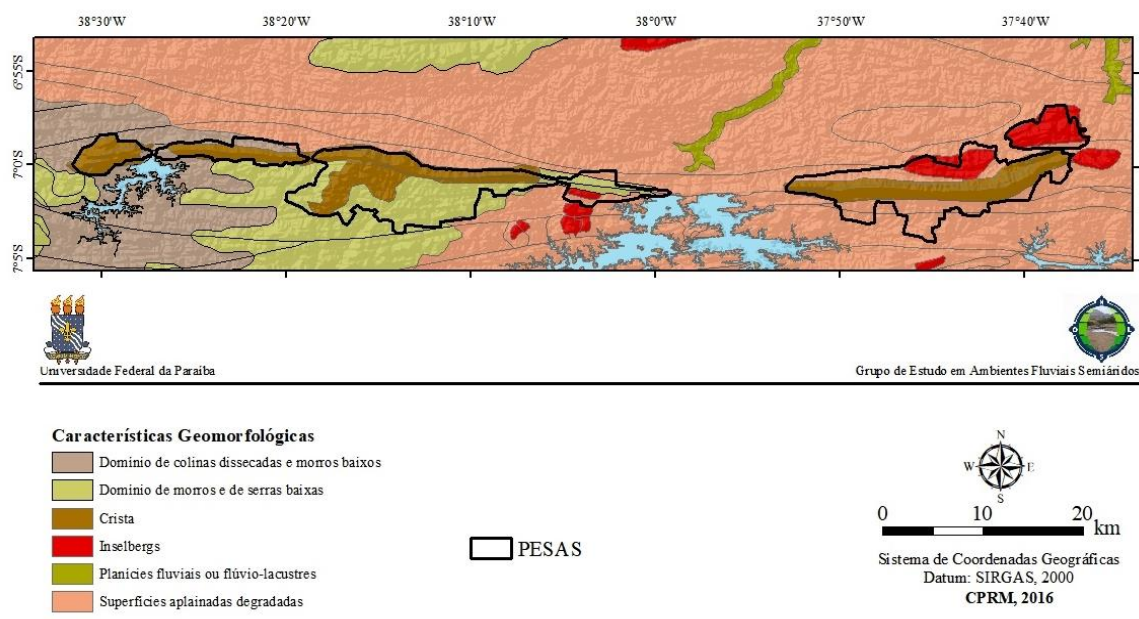 38°30'W 38°20'W 38°10'W 38°0'W 37°50'W 37°40'W
6°55'S
7°0'S
7°5'S
Universidade Federal da Paraíba
Grupo de Estudo em Ambientes Fluviais Semiáridos
Características Geomorfológicas
Domínio de colinas dissecadas e morros baixos
Domínio de morros e de serras baixas
Crista
Inselbergs
Planícies fluviais ou flúvio-lacustres
Superfícies aplainadas degradadas
PESAS
N
W E
S
0 10 20
km
Sistema de Coordenadas Geográficas
Datum: SIRGAS, 2000
CPRM, 2016